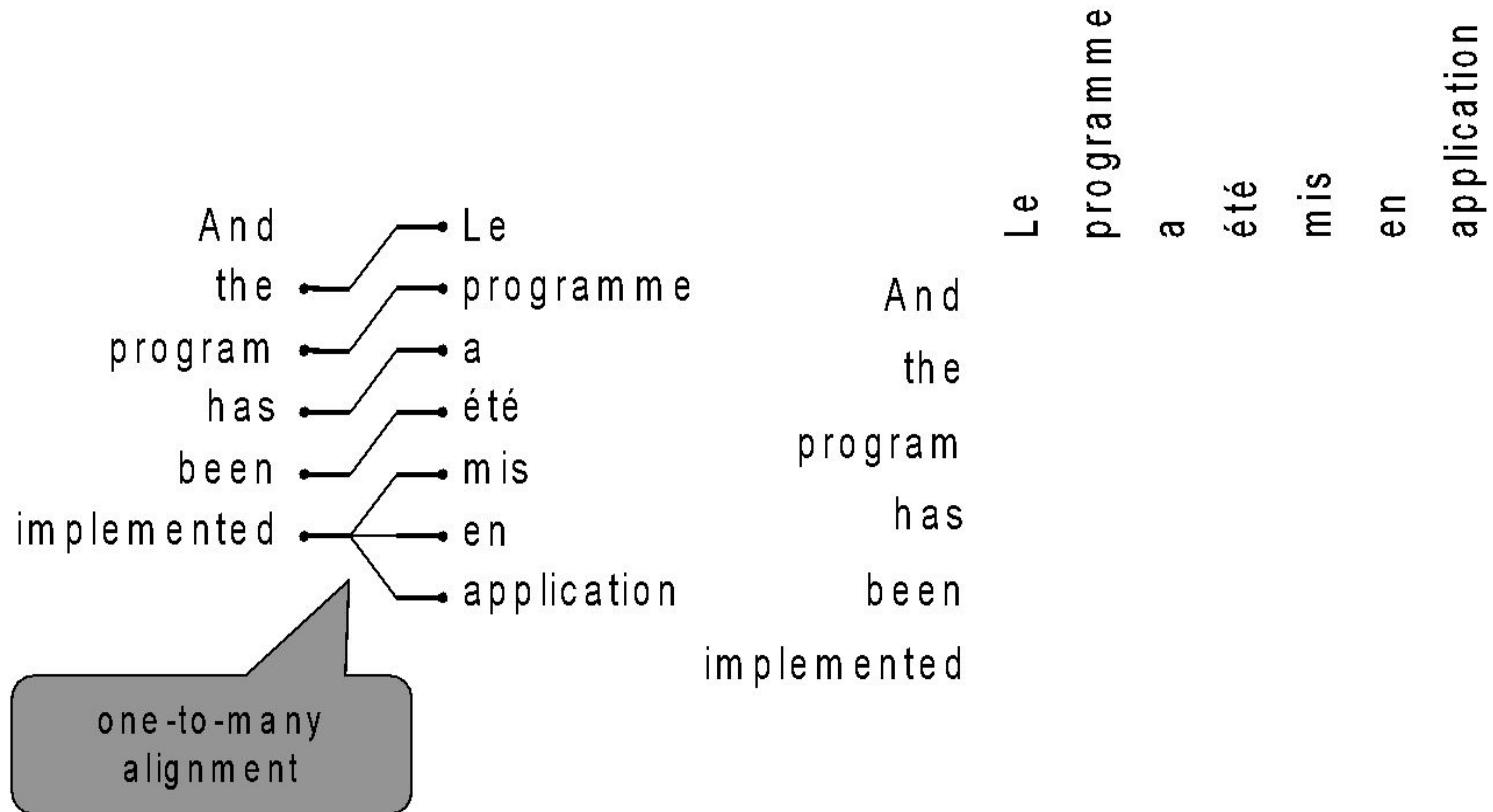 And Le
the programme
program a
has été
been mis
implemented en
application
one-to-many
alignment
Le programme a été mis en application
And
the
program
has
been
implemented